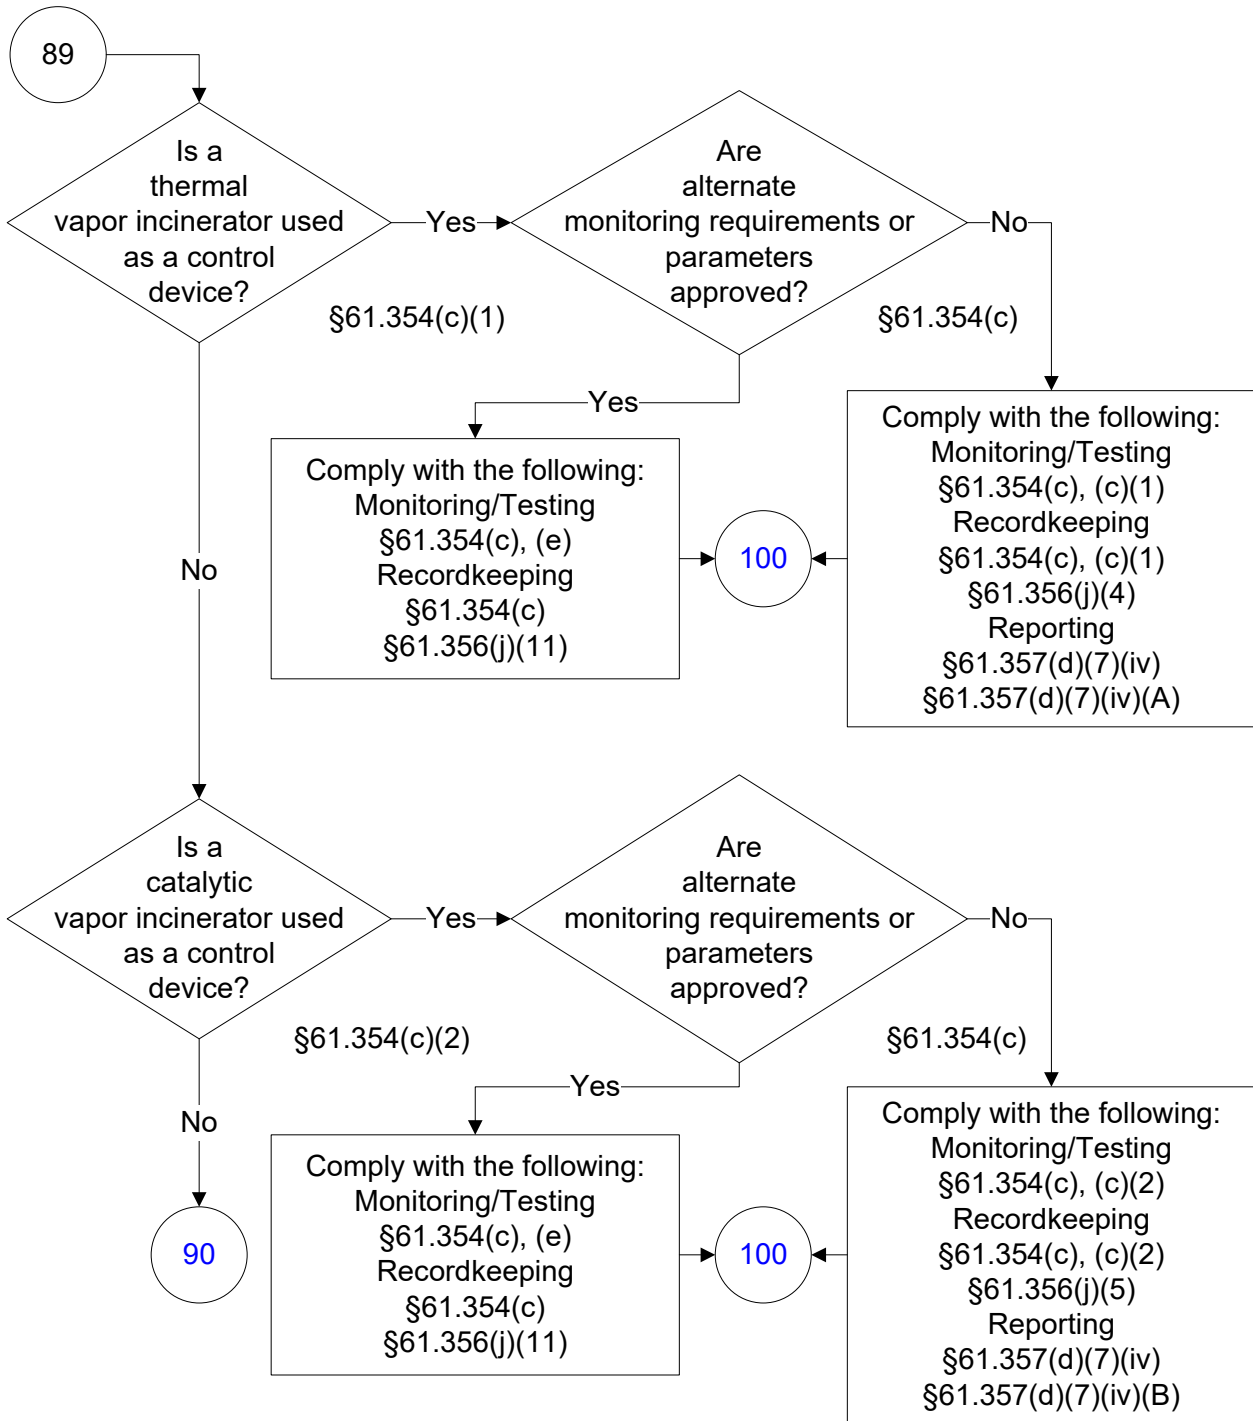 89
Is a
thermal
vapor incinerator used
as a control
device?
Yes
Are
alternate
monitoring requirements or
parameters
approved?
No
§61.354(c)(1)
§61.354(c)
Yes
Comply with the following:
Monitoring/Testing
§61.354(c), (e)
Recordkeeping
§61.354(c)
§61.356(j)(11)
100
Comply with the following:
Monitoring/Testing
§61.354(c), (c)(1)
Recordkeeping
§61.354(c), (c)(1)
§61.356(j)(4)
Reporting
§61.357(d)(7)(iv)
§61.357(d)(7)(iv)(A)
No
Is a
catalytic
vapor incinerator used
as a control
device?
Yes
Are
alternate
monitoring requirements or
parameters
approved?
No
§61.354(c)(2)
§61.354(c)
Yes
No
90
Comply with the following:
Monitoring/Testing
§61.354(c), (e)
Recordkeeping
§61.354(c)
§61.356(j)(11)
100
Comply with the following:
Monitoring/Testing
§61.354(c), (c)(2)
Recordkeeping
§61.354(c), (c)(2)
§61.356(j)(5)
Reporting
§61.357(d)(7)(iv)
§61.357(d)(7)(iv)(B)